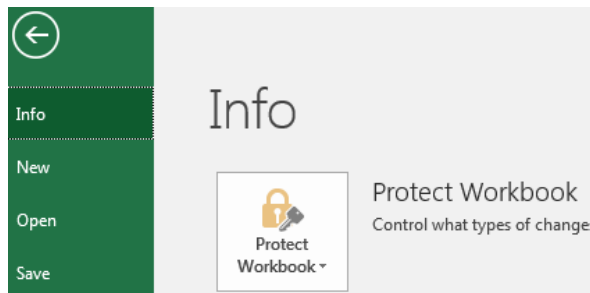 Info
New
Open
Save
Info
Protect
Workbook
Protect Workbook
Control what types of change